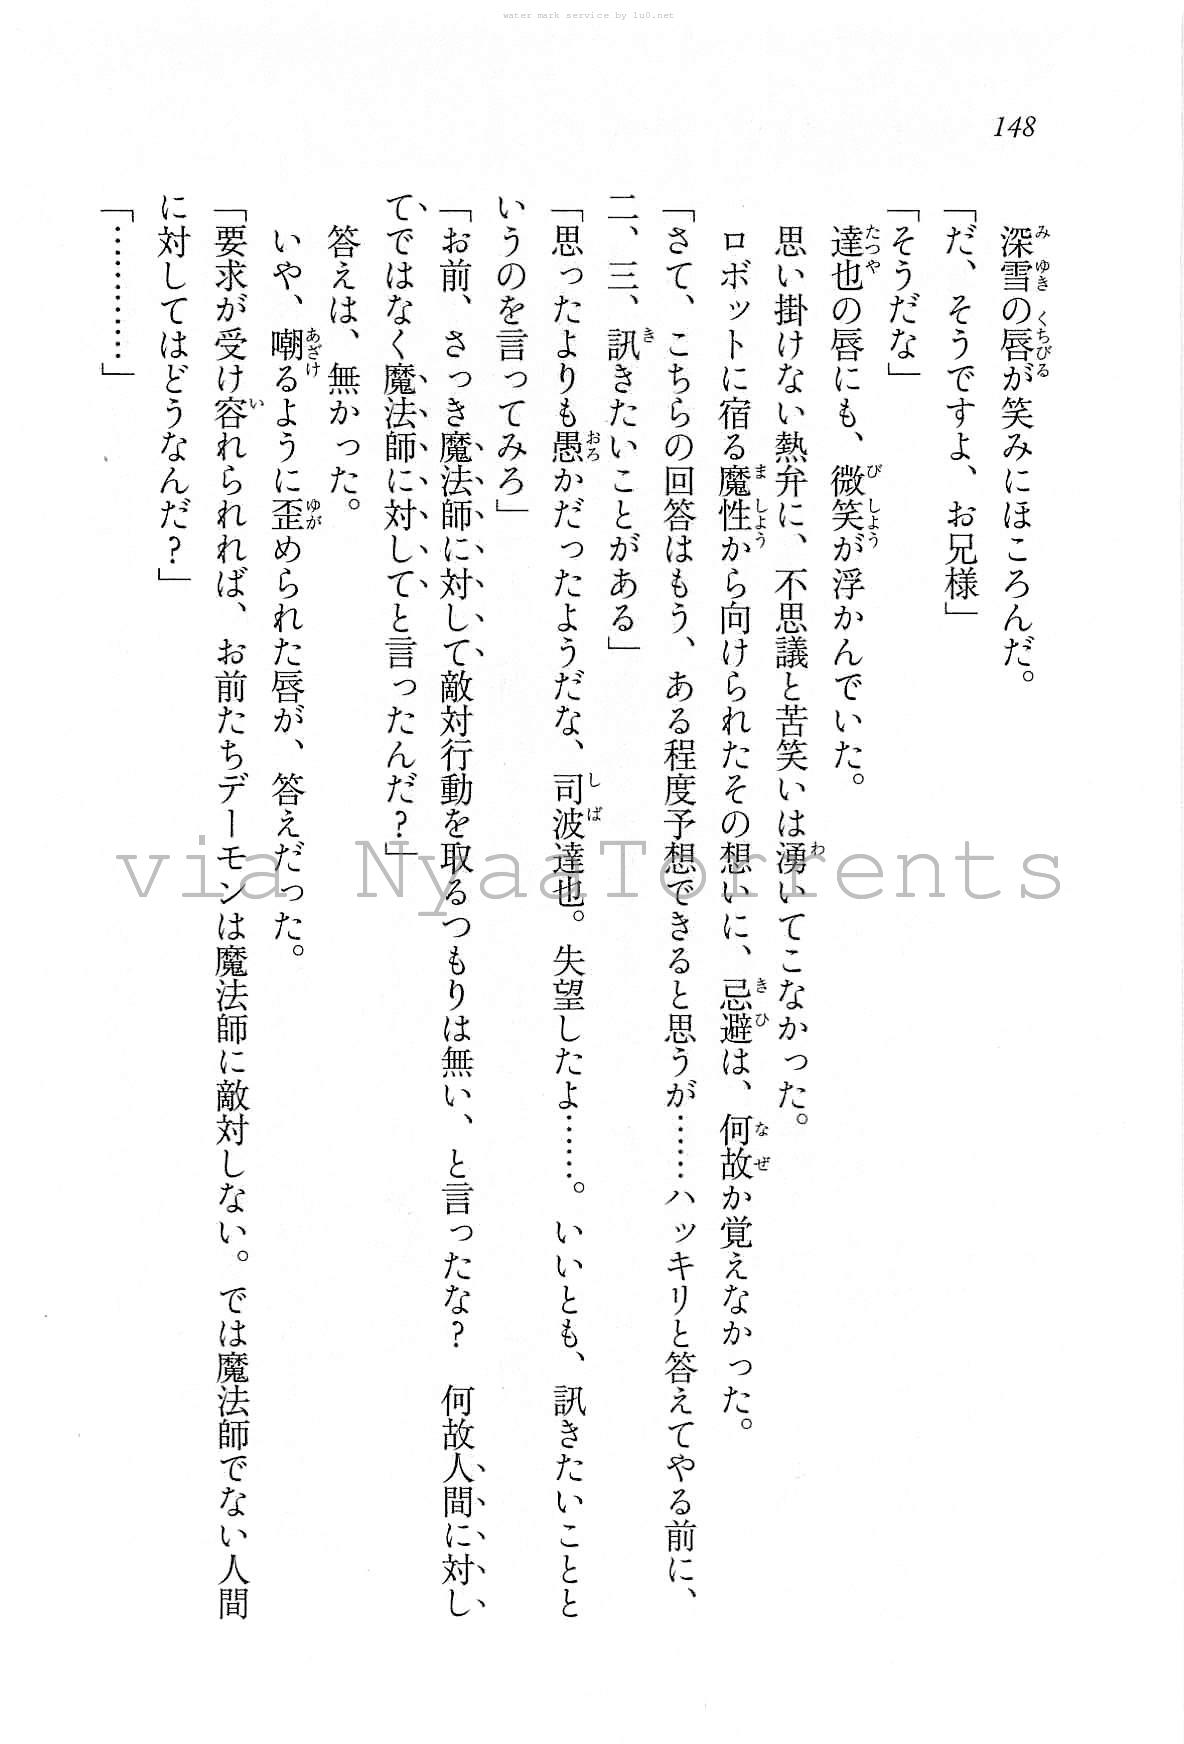 water mark service by lu0.net
148
深雪の唇が笑みにほころんだ。
「だ、そうですよ、お兄様」
「そうだな」
達也の唇にも、微笑が浮かんでいた。
思い掛けない熱弁に、不思議と苦笑いは湧いてこなかった。
ロボットに宿る魔性から向けられたその想いに、忌避は、何故か覚えなかった。
「さて、こちらの回答はもう、ある程度予想できると思うが……ハッキリと答えてやる前に、
二、三、訊きたいことがある」
「思ったよりも愚かだったようだな、司波達也。失望したよ……。いいとも、訊きたいことと
いうのを言ってみろ」
「お前、さっき魔法師に対して敵対行動を取るつもりは無い、と言ったな？　何故人間に対し
てではなく魔法師に対してと言ったんだ？」
答えは、無かった。
いや、嘲るように歪められた唇が、答えだった。
「要求が受け容れられれば、お前たちデーモンは魔法師に敵対しない。では魔法師でない人間
に対してはどうなんだ？」
「…………」
via NyaaTorrents